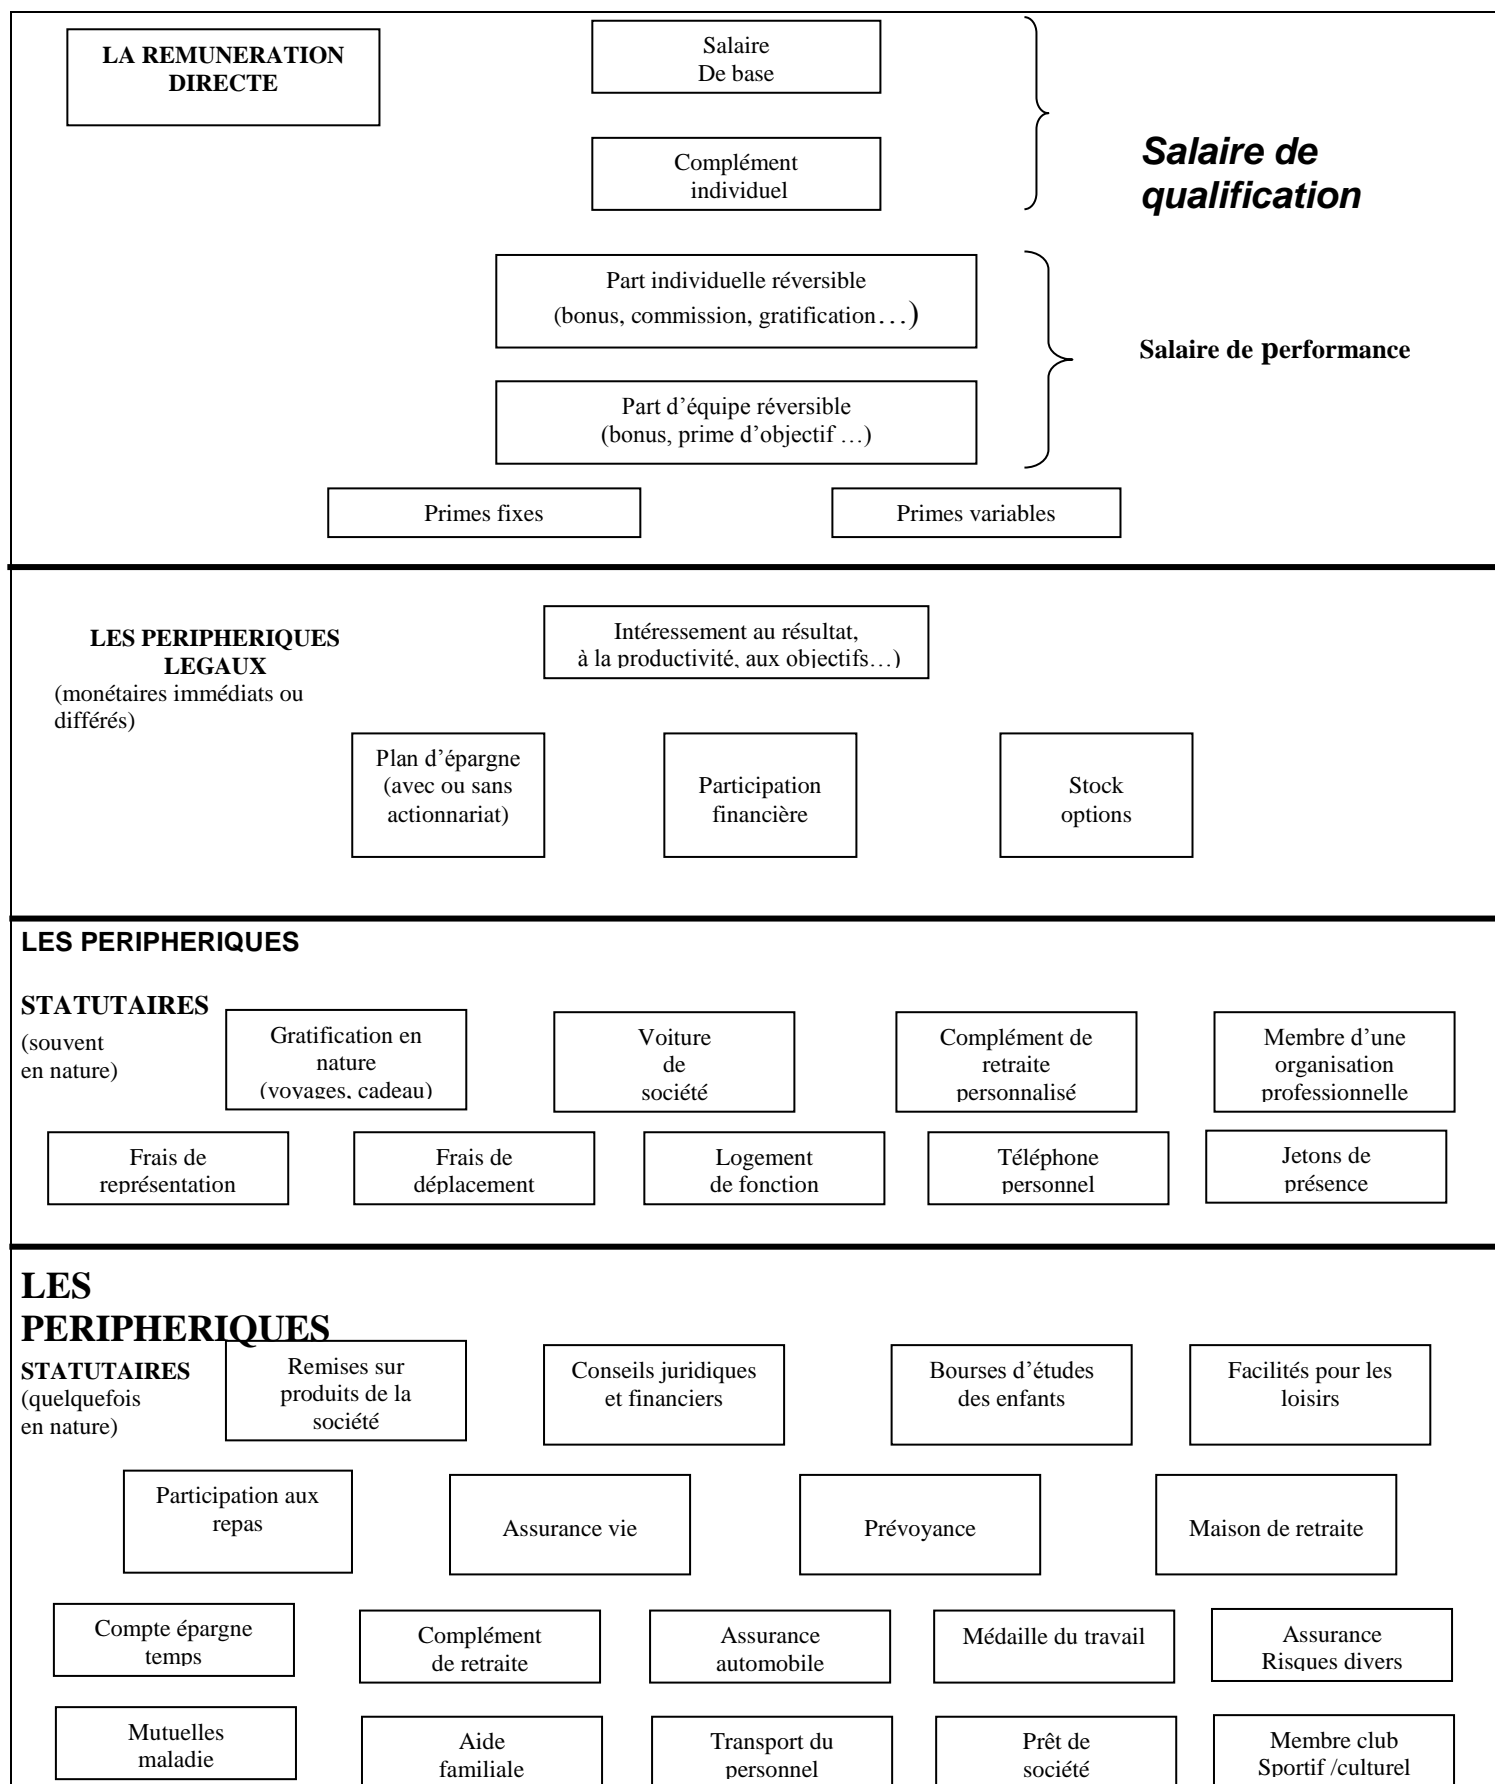 LA REMUNERATION
DIRECTE
Salaire
De base
Complément
individuel
Salaire de
qualification
Part individuelle réversible
(bonus, commission, gratification…)
Salaire de performance
Part d’équipe réversible
(bonus, prime d’objectif …)
Primes fixes
Primes variables
LES PERIPHERIQUES
LEGAUX
(monétaires immédiats ou
différés)
Intéressement au résultat,
à la productivité, aux objectifs…)
Plan d’épargne
(avec ou sans
actionnariat)
Participation
financière
Stock
options
LES PERIPHERIQUES
STATUTAIRES
(souvent
en nature)
Gratification en
nature
(voyages, cadeau)
Voiture
de
société
Complément de
retraite
personnalisé
Membre d’une
organisation
professionnelle
Frais de
représentation
Frais de
déplacement
Logement
de fonction
Téléphone
personnel
Jetons de
présence
LES
PERIPHERIQUES
STATUTAIRES
(quelquefois
en nature)
Remises sur
produits de la
société
Conseils juridiques
et financiers
Bourses d’études
des enfants
Facilités pour les
loisirs
Participation aux
repas
Assurance vie
Prévoyance
Maison de retraite
Compte épargne
temps
Complément
de retraite
Assurance
automobile
Médaille du travail
Assurance
Risques divers
Mutuelles
maladie
Aide
familiale
Transport du
personnel
Prêt de
société
Membre club
Sportif /culturel